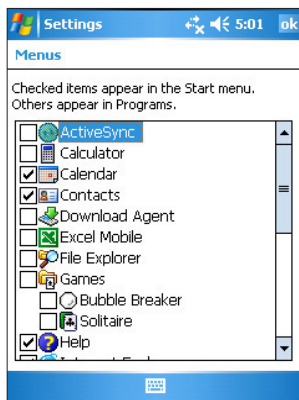 Settings 5:01 ok
Menus
Checked items appear in the Start menu.
Others appear in Programs.
ActiveSync
Calculator
Calendar
Contacts
Download Agent
Excel Mobile
File Explorer
Games
Bubble Breaker
Solitaire
Help